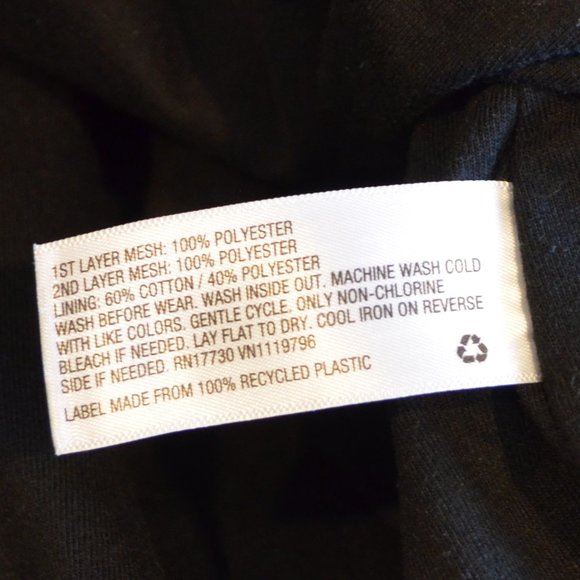 1ST LAYER MESH: 100% POLYESTER
2ND LAYER MESH: 100% POLYESTER
LINING: 60% COTTON / 40% POLYESTER
WASH BEFORE WEAR. WASH INSIDE OUT. MACHINE WASH COLD
WITH LIKE COLORS. GENTLE CYCLE. ONLY NON-CHLORINE
BLEACH IF NEEDED. LAY FLAT TO DRY. COOL IRON ON REVERSE
SIDE IF NEEDED. RN17730 VN1119796
LABEL MADE FROM 100% RECYCLED PLASTIC